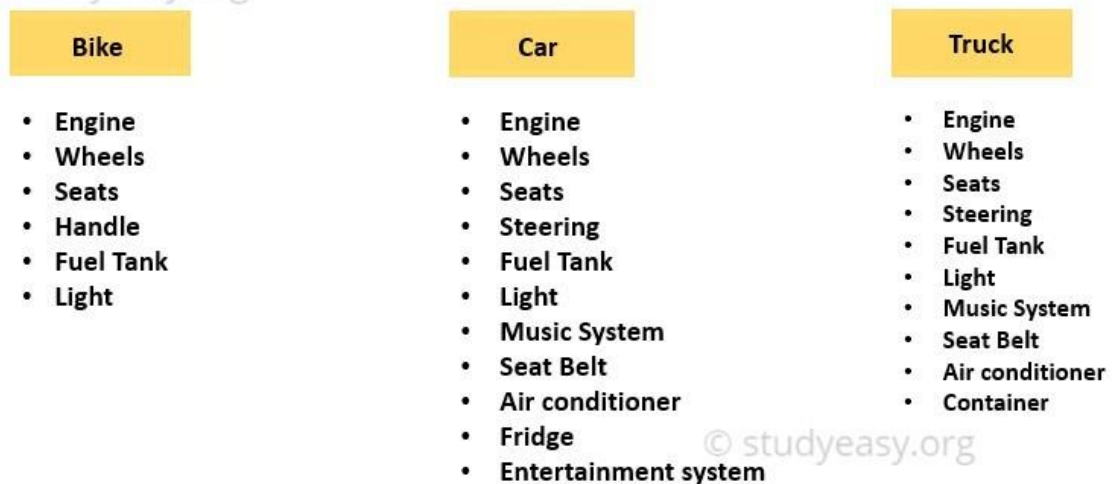 Bike
• Engine
• Wheels
• Seats
• Handle
• Fuel Tank
• Light
Car
• Engine
• Wheels
• Seats
• Steering
• Fuel Tank
• Light
• Music System
• Seat Belt
• Air conditioner
• Fridge
• Entertainment system
Truck
• Engine
• Wheels
• Seats
• Steering
• Fuel Tank
• Light
• Music System
• Seat Belt
• Air conditioner
• Container
© studyeasy.org